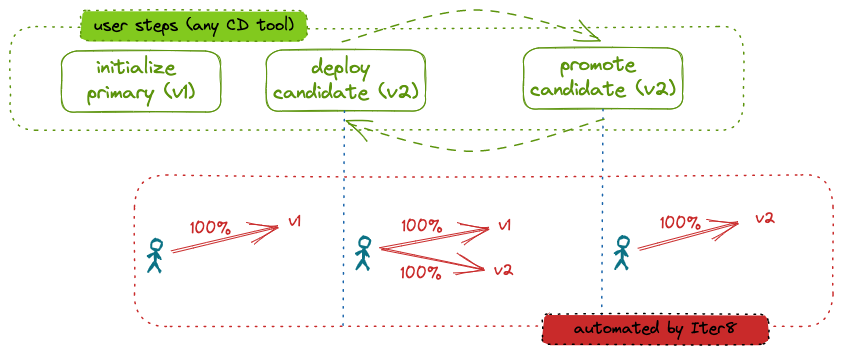 user steps (any CD tool)
initialize
primary (v1)
deploy
candidate (v2)
promote
candidate (v2)
100%
v1
100%
v1
100%
v2
100%
v2
automated by Iter8